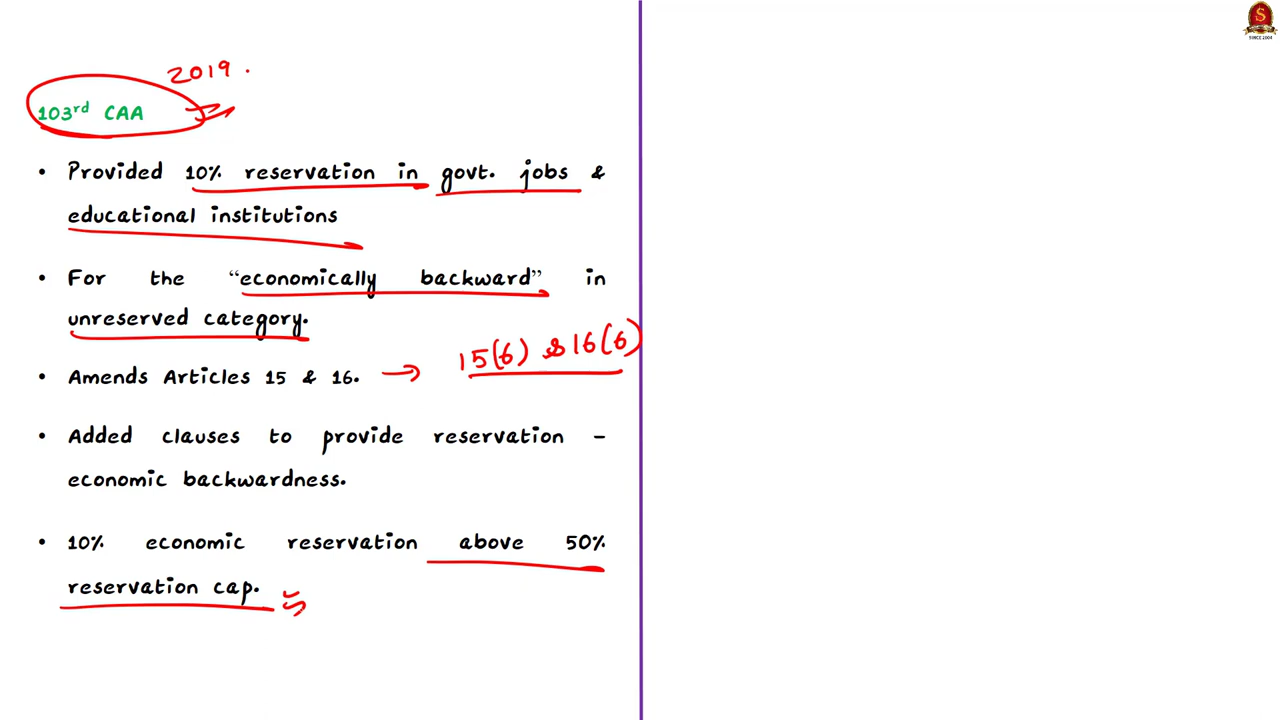 2019.
103rd CAA
• Provided 10% reservation in govt. jobs &
educational institutions
• For the “economically backward” in
unreserved category.
15(6) & 16(6)
• Amends Articles 15 & 16. →
• Added clauses to provide reservation –
economic backwardness.
• 10% economic reservation above 50%
reservation cap.
S
SINCE 2004